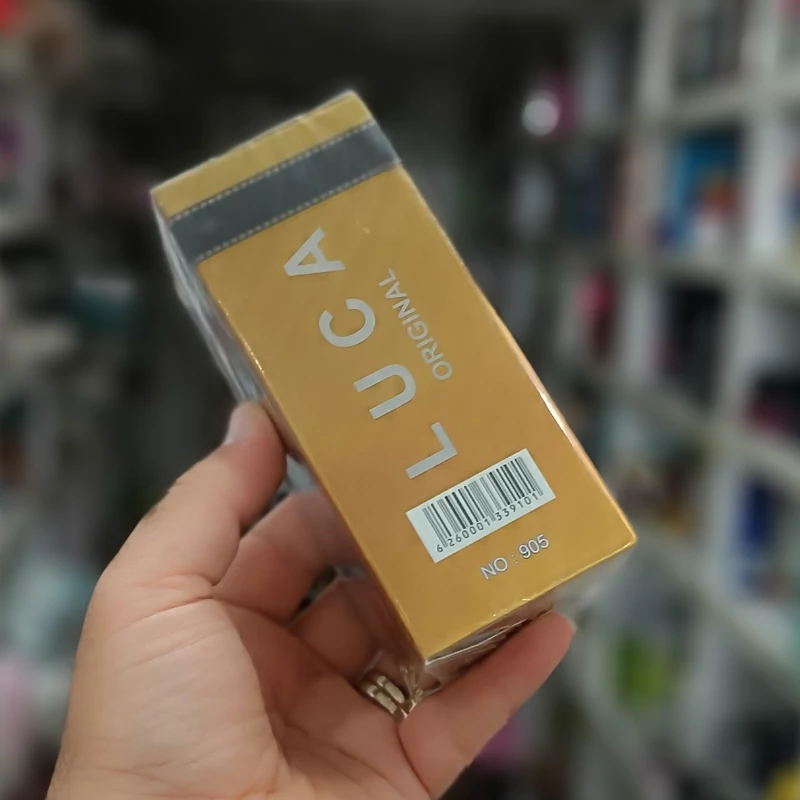 LUCA
ORIGINAL
6260001339101
NO : 905